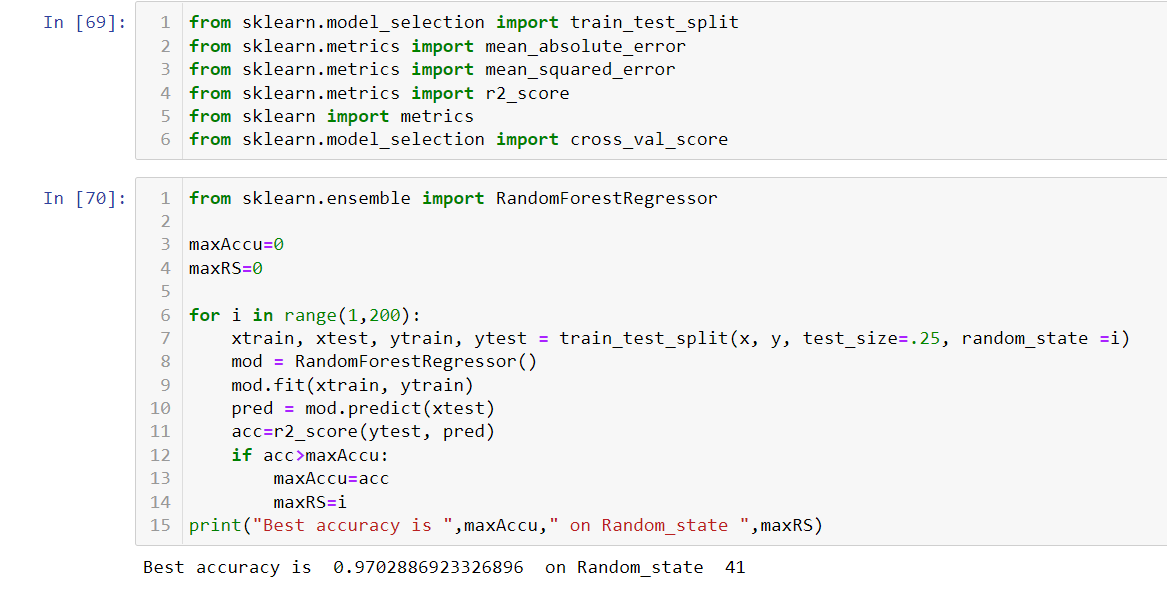 In [69]:
1 from sklearn.model_selection import train_test_split
2 from sklearn.metrics import mean_absolute_error
3 from sklearn.metrics import mean_squared_error
4 from sklearn.metrics import r2_score
5 from sklearn import metrics
6 from sklearn.model_selection import cross_val_score
In [70]:
1 from sklearn.ensemble import RandomForestRegressor
2
3 maxAccu=0
4 maxRS=0
5
6 for i in range(1,200):
7     xtrain, xtest, ytrain, ytest = train_test_split(x, y, test_size=.25, random_state =i)
8     mod = RandomForestRegressor()
9     mod.fit(xtrain, ytrain)
10     pred = mod.predict(xtest)
11     acc=r2_score(ytest, pred)
12     if acc>maxAccu:
13         maxAccu=acc
14         maxRS=i
15 print("Best accuracy is ",maxAccu," on Random_state ",maxRS)
Best accuracy is  0.9702886923326896  on Random_state  41